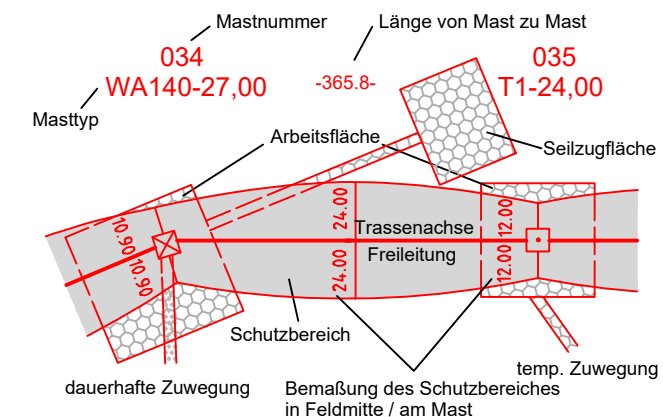 Mastnummer
Länge von Mast zu Mast
034
-365.8-
035
WA140-27,00
T1-24,00
Masttyp
Arbeitsfläche
Seilzugfläche
10.90
10.90
24.00
24.00
12.00
12.00
Trassenachse
Freileitung
Schutzbereich
temp. Zuwegung
dauerhafte Zuwegung
Bemaßung des Schutzbereiches
in Feldmitte / am Mast